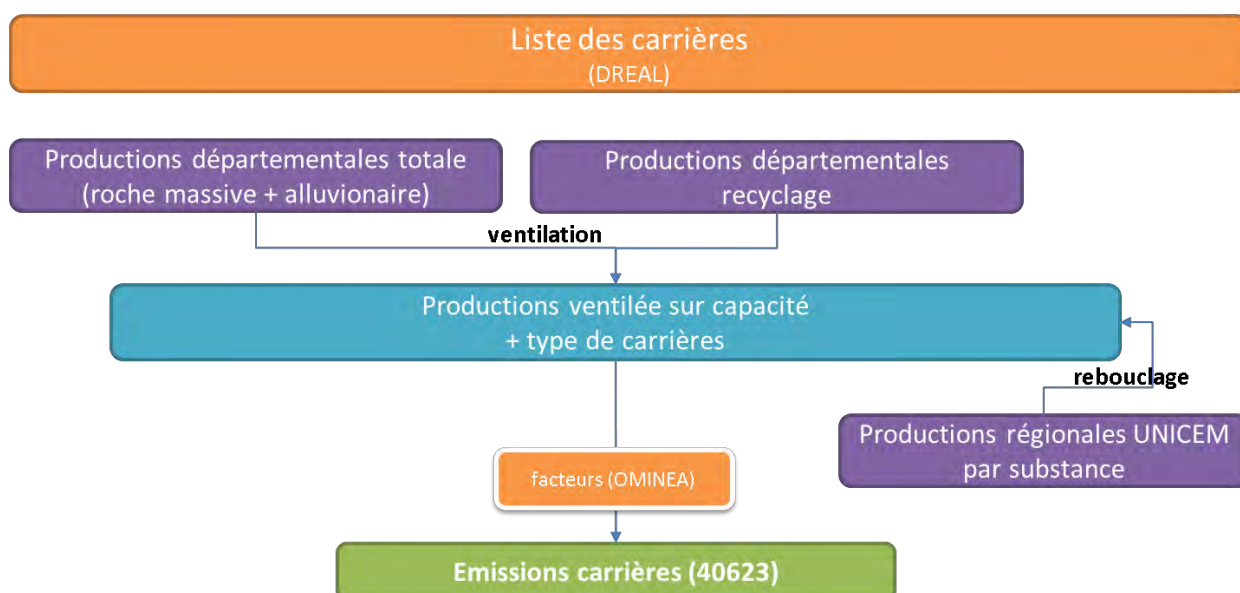 Liste des carrières
(DREAL)
Productions départementales totale
(roche massive + alluvionaire)
Productions départementales
recyclage
ventilation
Productions ventilée sur capacité
+ type de carrières
rebouclage
Productions régionales UNICEM
par substance
facteurs (OMINEA)
Emissions carrières (40623)